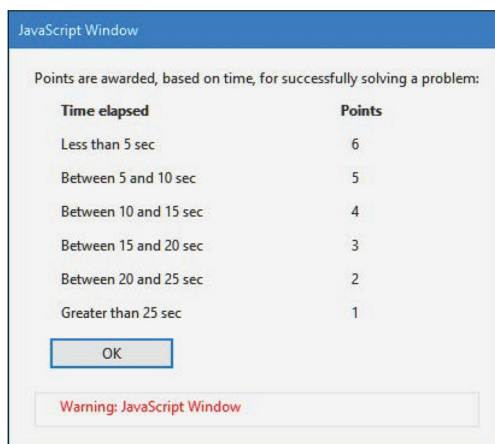 JavaScript Window
Points are awarded, based on time, for successfully solving a problem:
Time elapsed Points
Less than 5 sec 6
Between 5 and 10 sec 5
Between 10 and 15 sec 4
Between 15 and 20 sec 3
Between 20 and 25 sec 2
Greater than 25 sec 1
OK
Warning: JavaScript Window